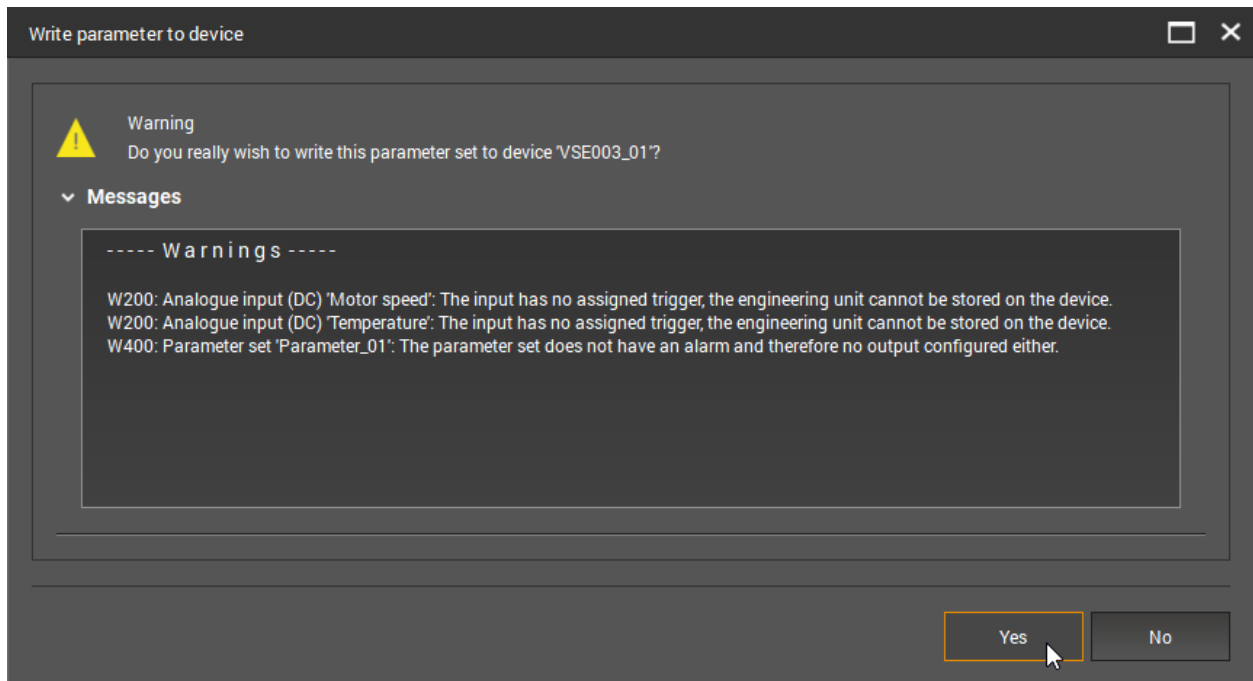 Write parameter to device
Warning
Do you really wish to write this parameter set to device 'VSE003_01'?
Messages
----- W a r n i n g s -----
W200: Analogue input (DC) 'Motor speed': The input has no assigned trigger, the engineering unit cannot be stored on the device.
W200: Analogue input (DC) 'Temperature': The input has no assigned trigger, the engineering unit cannot be stored on the device.
W400: Parameter set 'Parameter_01': The parameter set does not have an alarm and therefore no output configured either.
Yes
No